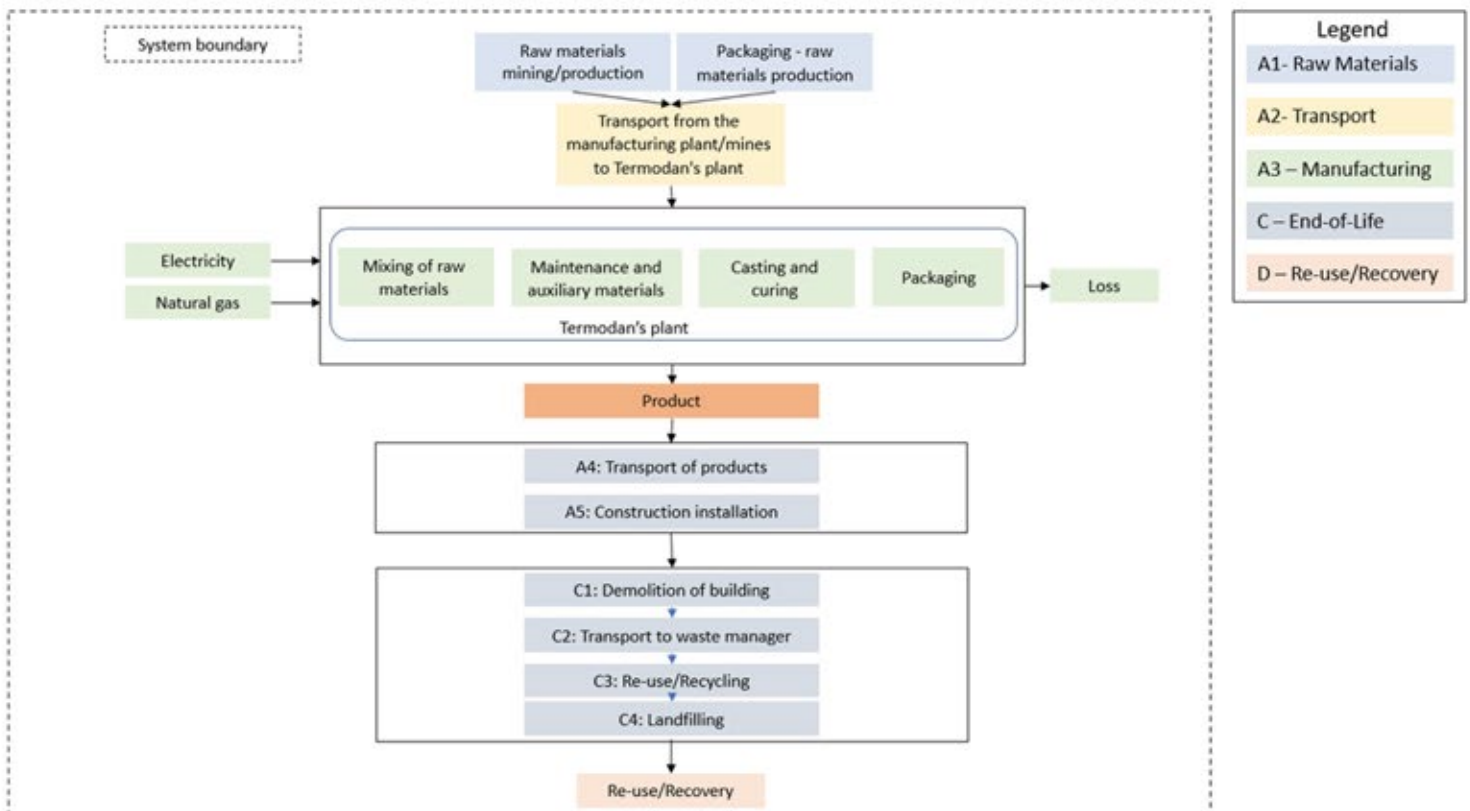 System boundary
Raw materials
mining/production
Packaging - raw
materials production
Transport from the
manufacturing plant/mines
to Termodan's plant
Electricity
Natural gas
Mixing of raw
materials
Maintenance and
auxiliary materials
Casting and
curing
Packaging
Termodan's plant
Loss
Product
A4: Transport of products
A5: Construction installation
C1: Demolition of building
C2: Transport to waste manager
C3: Re-use/Recycling
C4: Landfilling
Re-use/Recovery
Legend
A1- Raw Materials
A2- Transport
A3 – Manufacturing
C – End-of-Life
D – Re-use/Recovery